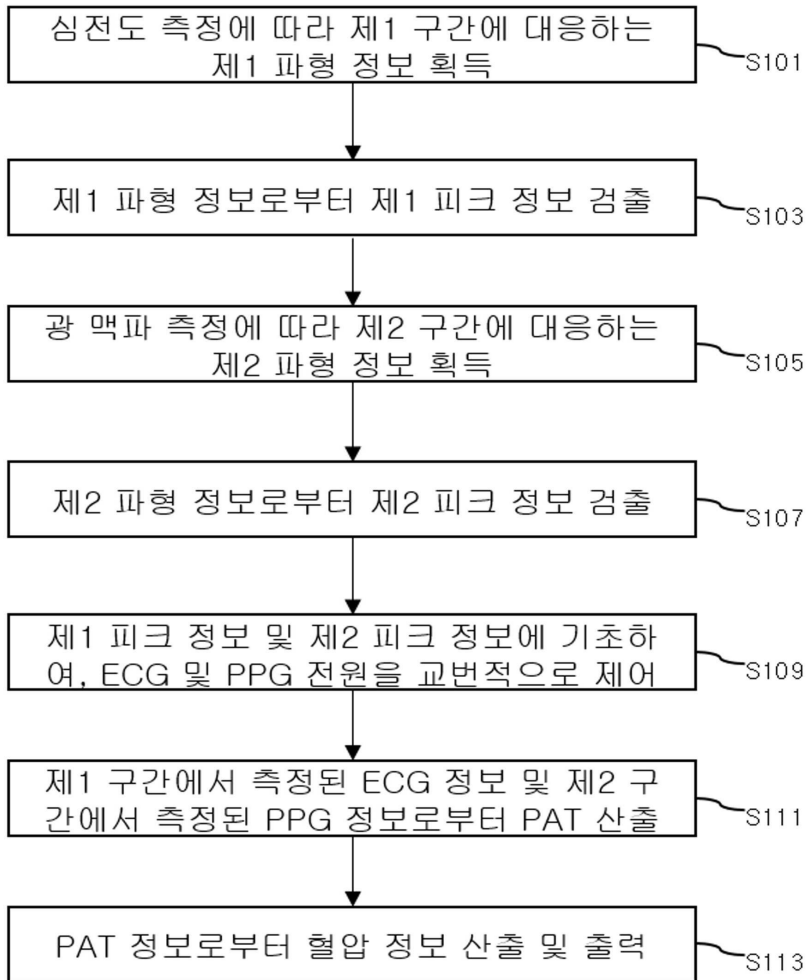 심전도 측정에 따라 제1 구간에 대응하는
제1 파형 정보 획득
S101
제1 파형 정보로부터 제1 피크 정보 검출
S103
광 맥파 측정에 따라 제2 구간에 대응하는
제2 파형 정보 획득
S105
제2 파형 정보로부터 제2 피크 정보 검출
S107
제1 피크 정보 및 제2 피크 정보에 기초하
여, ECG 및 PPG 전원을 교번적으로 제어
S109
제1 구간에서 측정된 ECG 정보 및 제2 구
간에서 측정된 PPG 정보로부터 PAT 산출
S111
PAT 정보로부터 혈압 정보 산출 및 출력
S113